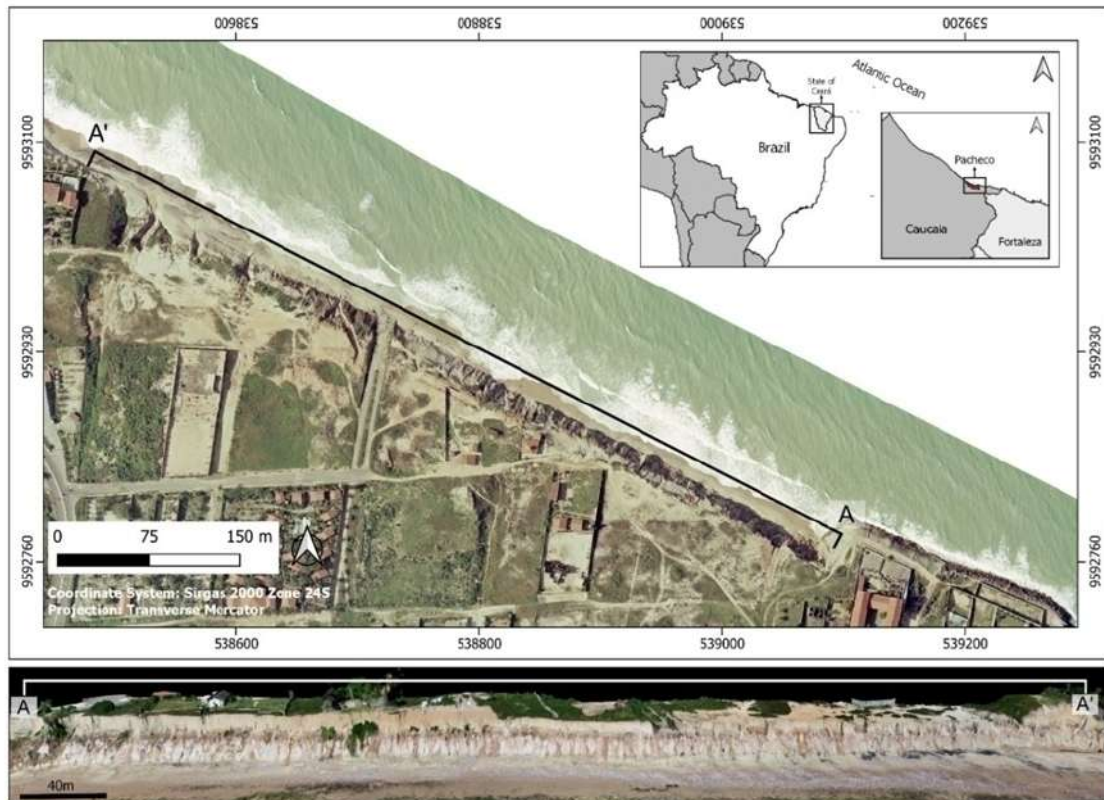 538600
538800
539000
539200
9593100
9592930
9592760
A'
A
Atlantic Ocean
State of
Ceará
Brazil
Pacheco
Caucaia
Fortaleza
9593100
9592930
9592760
0 75 150 m
Coordinate System: Sirgas 2000 Zone 24S
Projection: Transverse Mercator
538600
538800
539000
539200
A
A'
40m